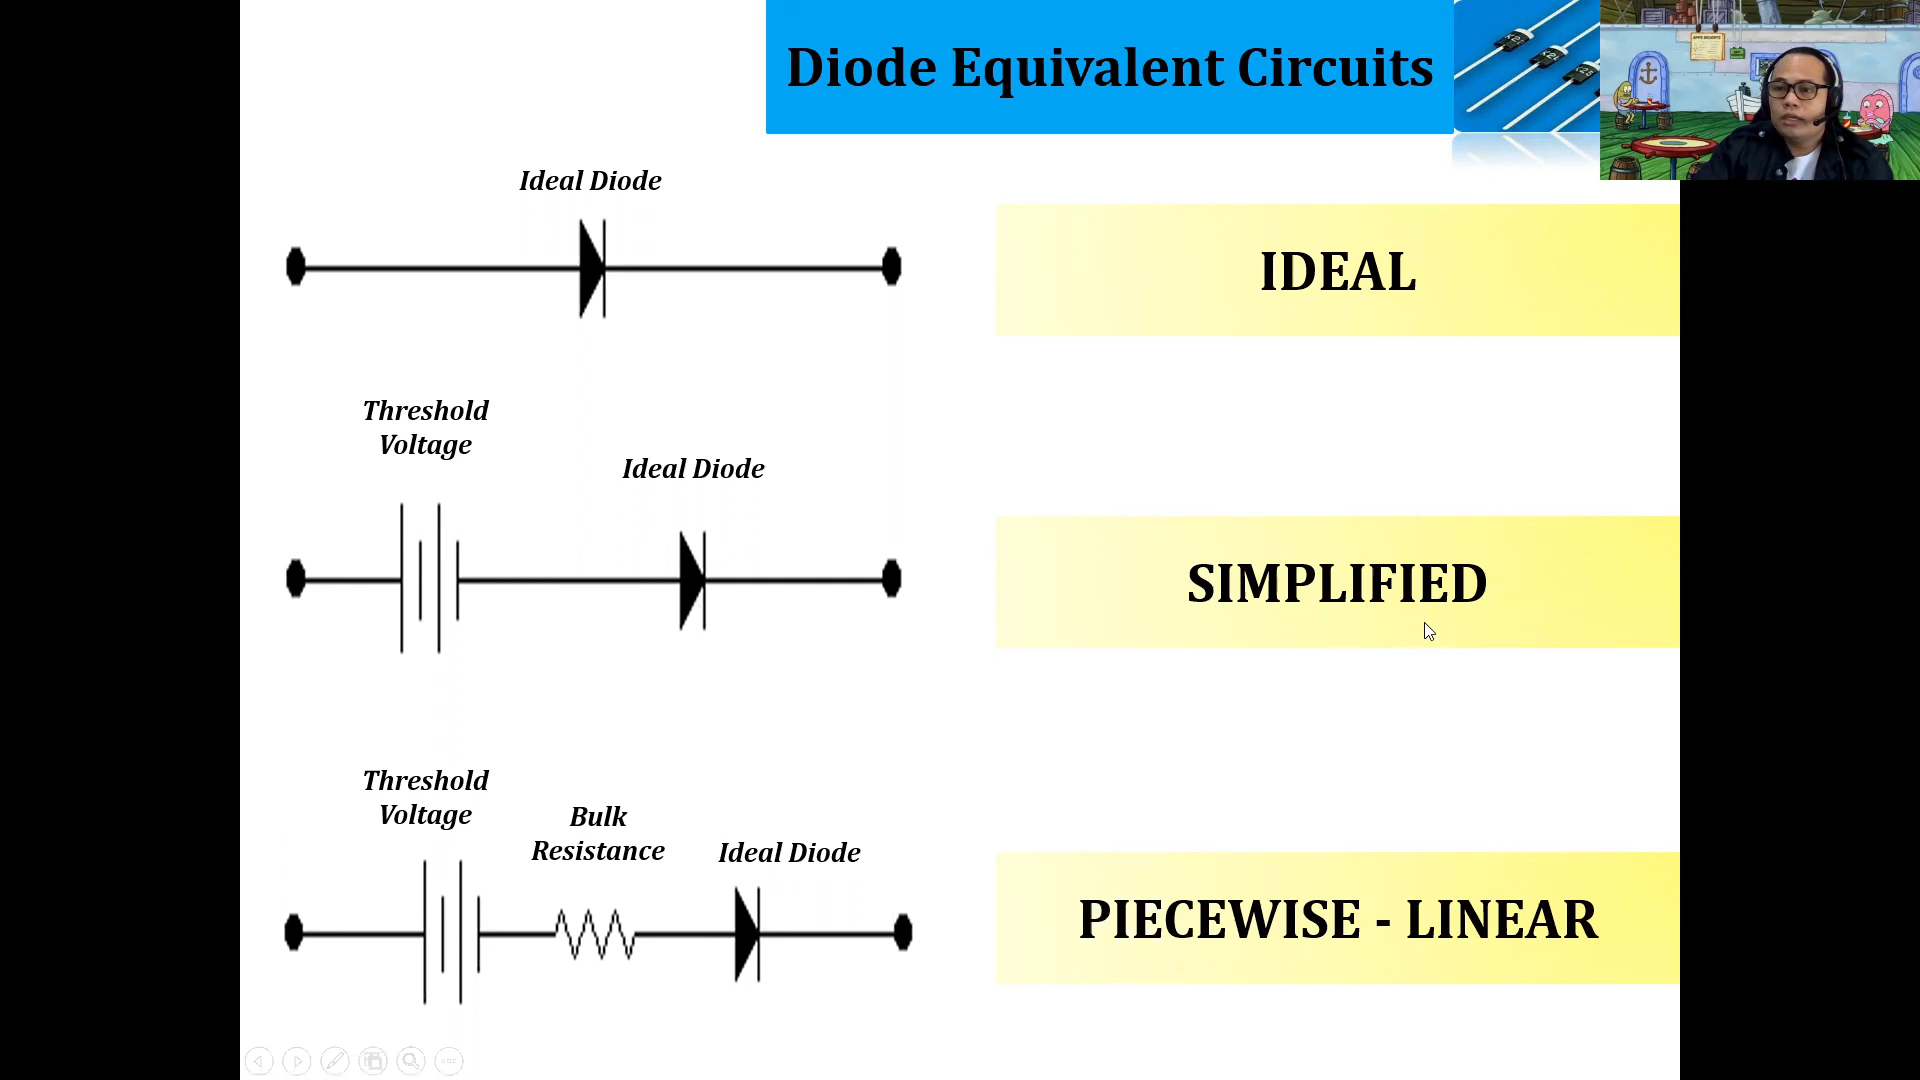 Diode Equivalent Circuits
Ideal Diode
IDEAL
Threshold
Voltage
Ideal Diode
SIMPLIFIED
Threshold
Voltage
Bulk
Resistance
Ideal Diode
PIECEWISE - LINEAR